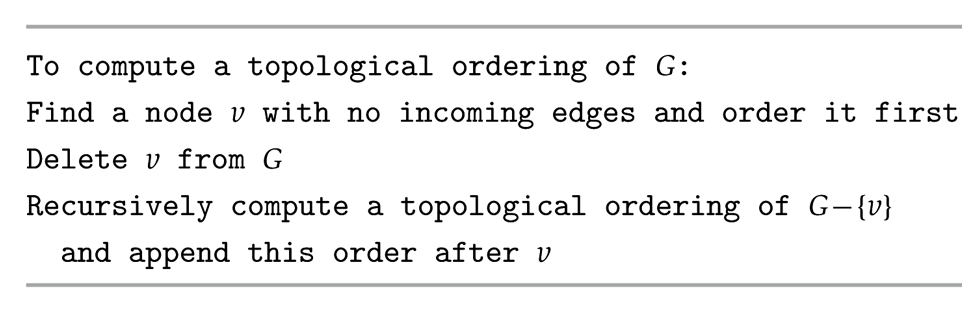 To compute a topological ordering of G:
Find a node v with no incoming edges and order it first
Delete v from G
Recursively compute a topological ordering of G−{v}
and append this order after v